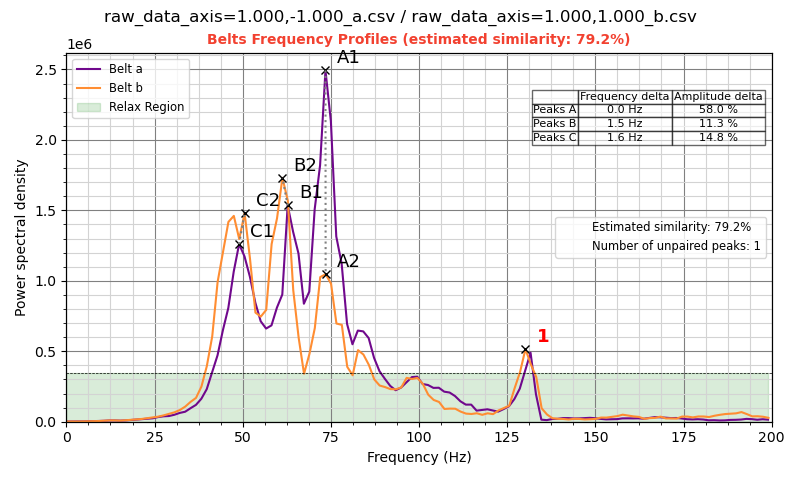 raw_data_axis=1.000,-1.000_a.csv / raw_data_axis=1.000,1.000_b.csv
Belts Frequency Profiles (estimated similarity: 79.2%)
1e6
Belt a
Belt b
Relax Region
Frequency delta Amplitude delta
Peaks A 0.0 Hz 58.0 %
Peaks B 1.5 Hz 11.3 %
Peaks C 1.6 Hz 14.8 %
Estimated similarity: 79.2%
Number of unpaired peaks: 1
A1
B2
B1
C2
C1
A2
1
2.5
2.0
1.5
1.0
0.5
0.0
Power spectral density
0 25 50 75 100 125 150 175 200
Frequency (Hz)